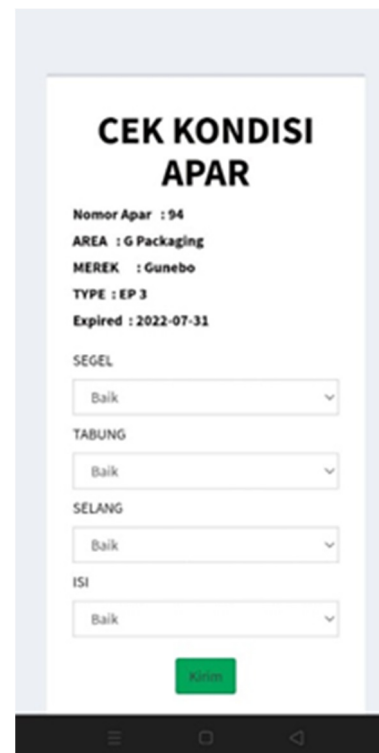 CEK KONDISI
APAR
Nomor Apar : 94
AREA : G Packaging
MEREK : Gunebo
TYPE : EP 3
Expired : 2022-07-31
SEGEL
Baik
TABUNG
Baik
SELANG
Baik
ISI
Baik
Kirim